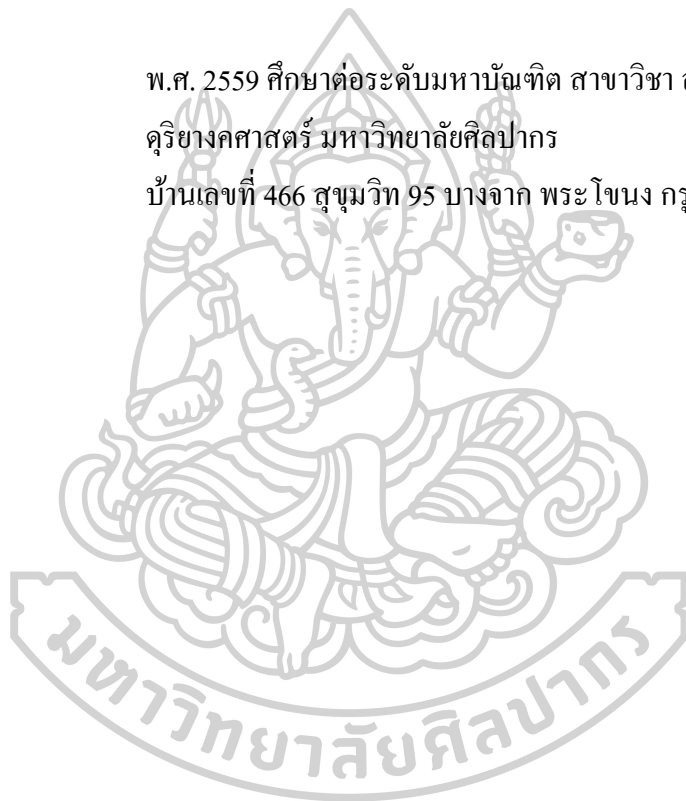 พ.ศ. 2559 ศึกษาต่อระดับมหาบัณฑิต สาขาวิชา
ดุริยางคศาสตร์ มหาวิทยาลัยศิลปากร
บ้านเลขที่ 466 สุขุมวิท 95 บางจาก พระโขนง
มหาวิทยาลัยศิลปากร